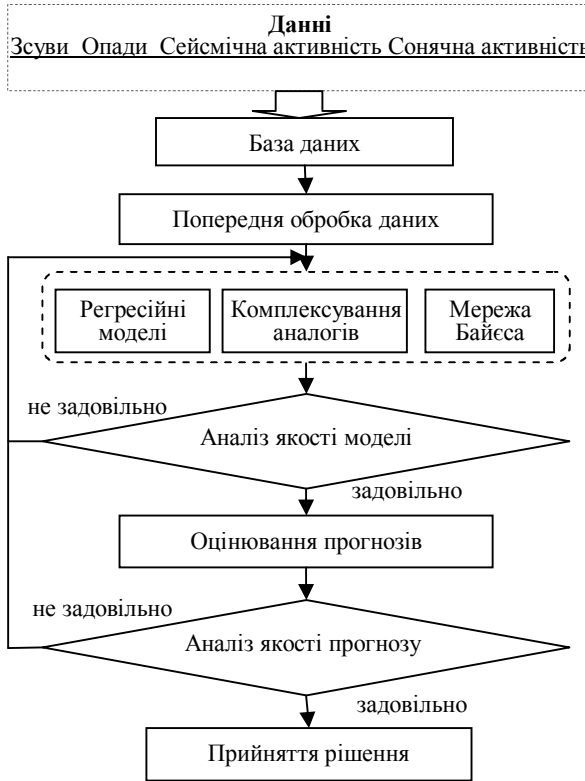 Данні
Зсуви Опади Сейсмічна активність Сонячна активність
База даних
Попередня обробка даних
Регресійні
моделі
Комплексування
аналогів
Мережа
Байєса
не задовільно
Аналіз якості моделі
задовільно
Оцінювання прогнозів
не задовільно
Аналіз якості прогнозу
задовільно
Прийняття рішення